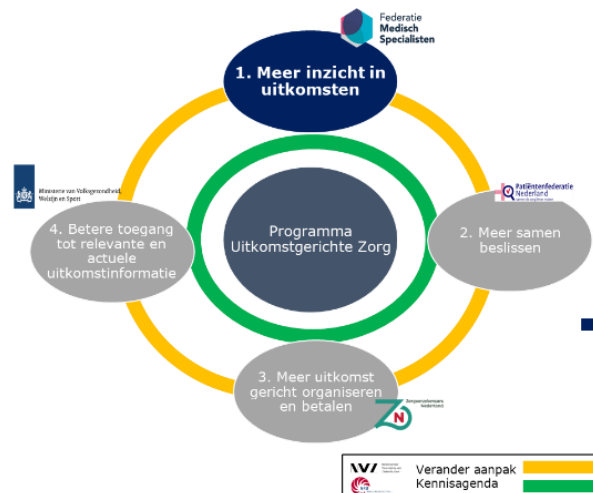 Federatie
Medisch
Specialisten
1. Meer inzicht in
uitkomsten
Ministerie van Volksgezondheid,
Welzijn en Sport
Patiëntenfederatie
Nederland
4. Betere toegang
tot relevante en
actuele
uitkomstinformatie
Programma
Uitkomstgerichte Zorg
2. Meer samen
beslissen
3. Meer uitkomst
gericht organiseren
en betalen
Zorgverzekeraars
Nederland
ZN
Verander aanpak
Kennisagenda